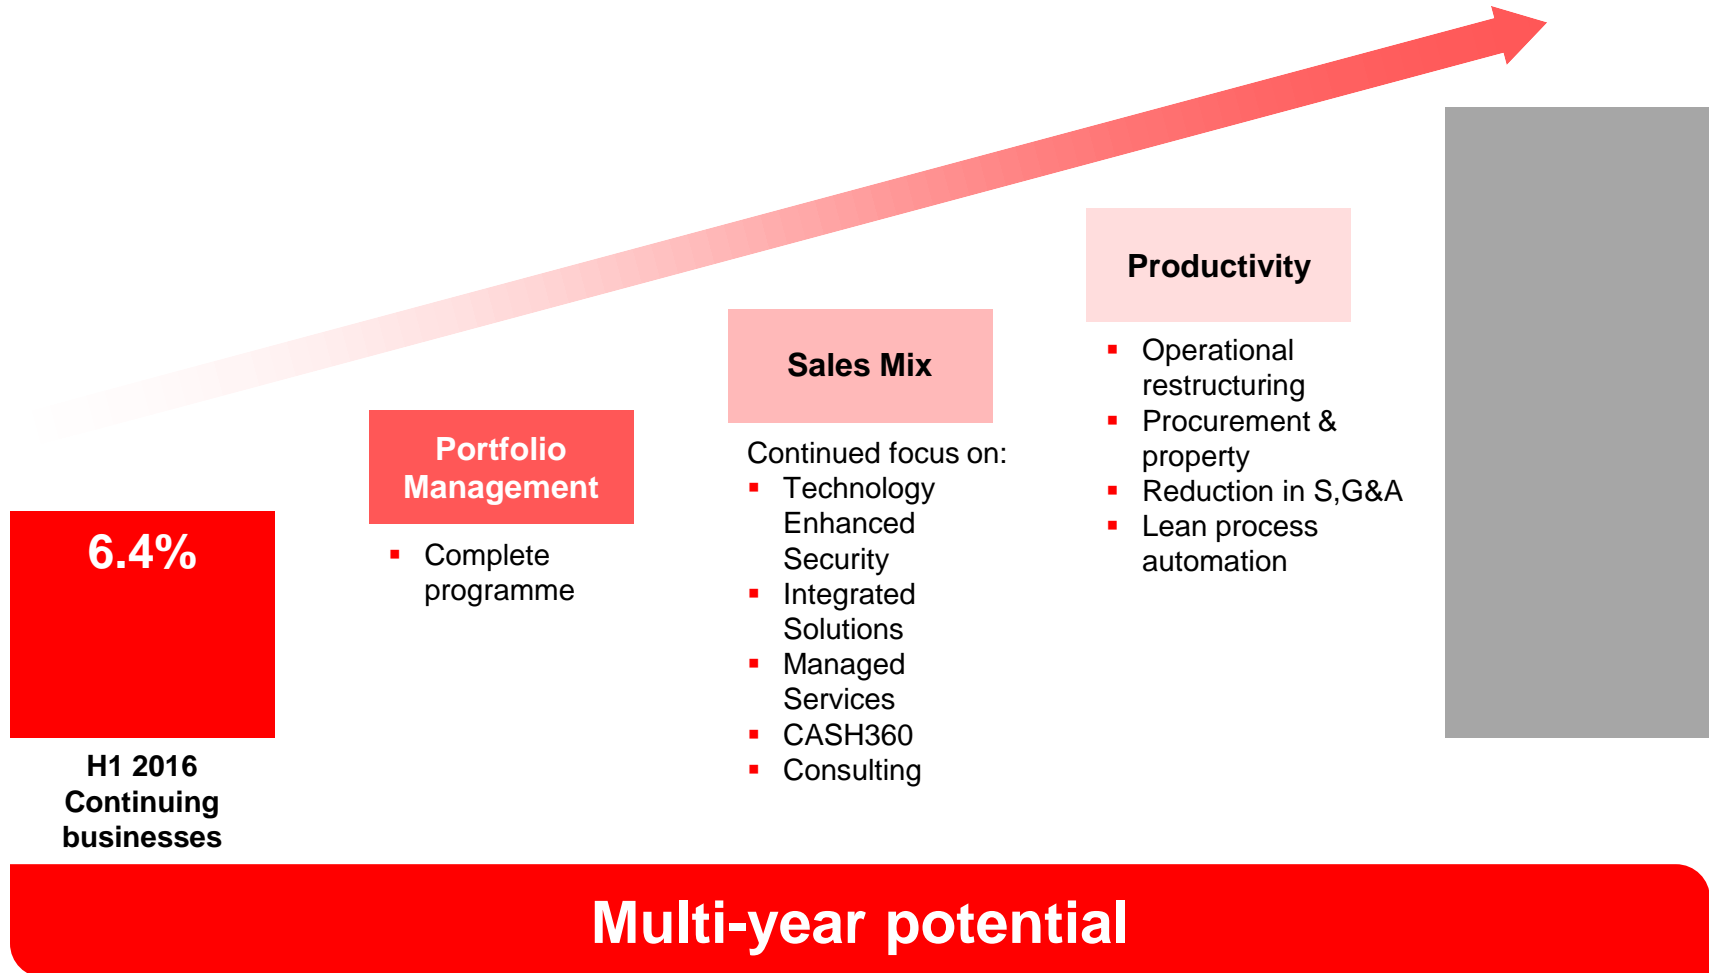 6.4%
H1 2016
Continuing
businesses
Portfolio
Management
▪ Complete
programme
Sales Mix
Continued focus on:
▪ Technology
Enhanced
Security
▪ Integrated
Solutions
▪ Managed
Services
▪ CASH360
▪ Consulting
Productivity
▪ Operational
restructuring
▪ Procurement &
property
▪ Reduction in S,G&A
▪ Lean process
automation
Multi-year potential